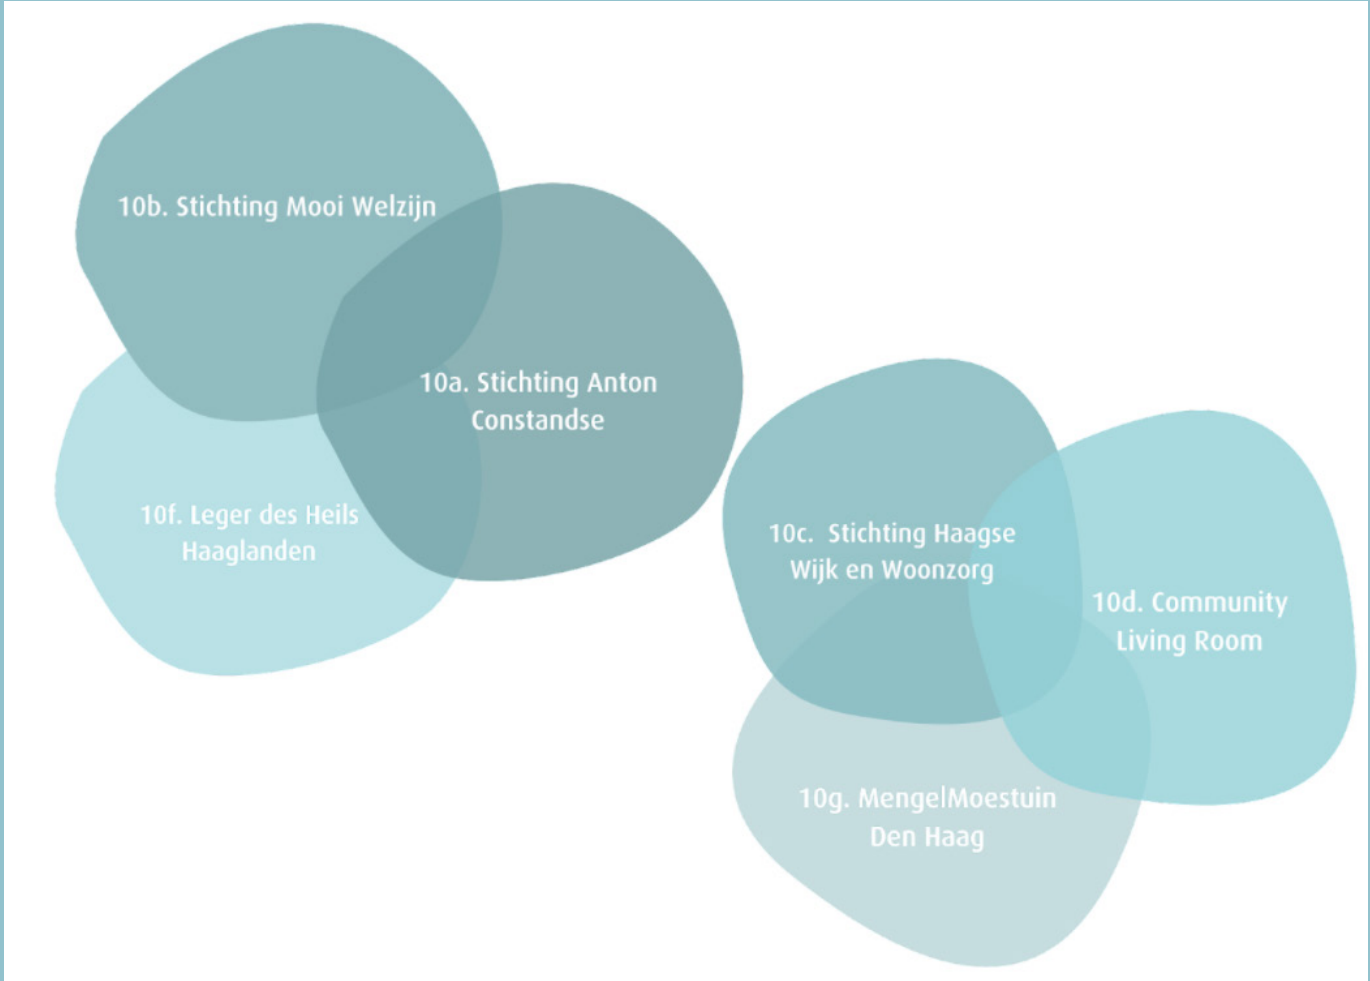 10b. Stichting Mooi Welzijn
10a. Stichting Anton
Constandse
10f. Leger des Heils
Haaglanden
10c. Stichting Haagse
Wijk en Woonzorg
10d. Community
Living Room
10g. MengelMoestuin
Den Haag